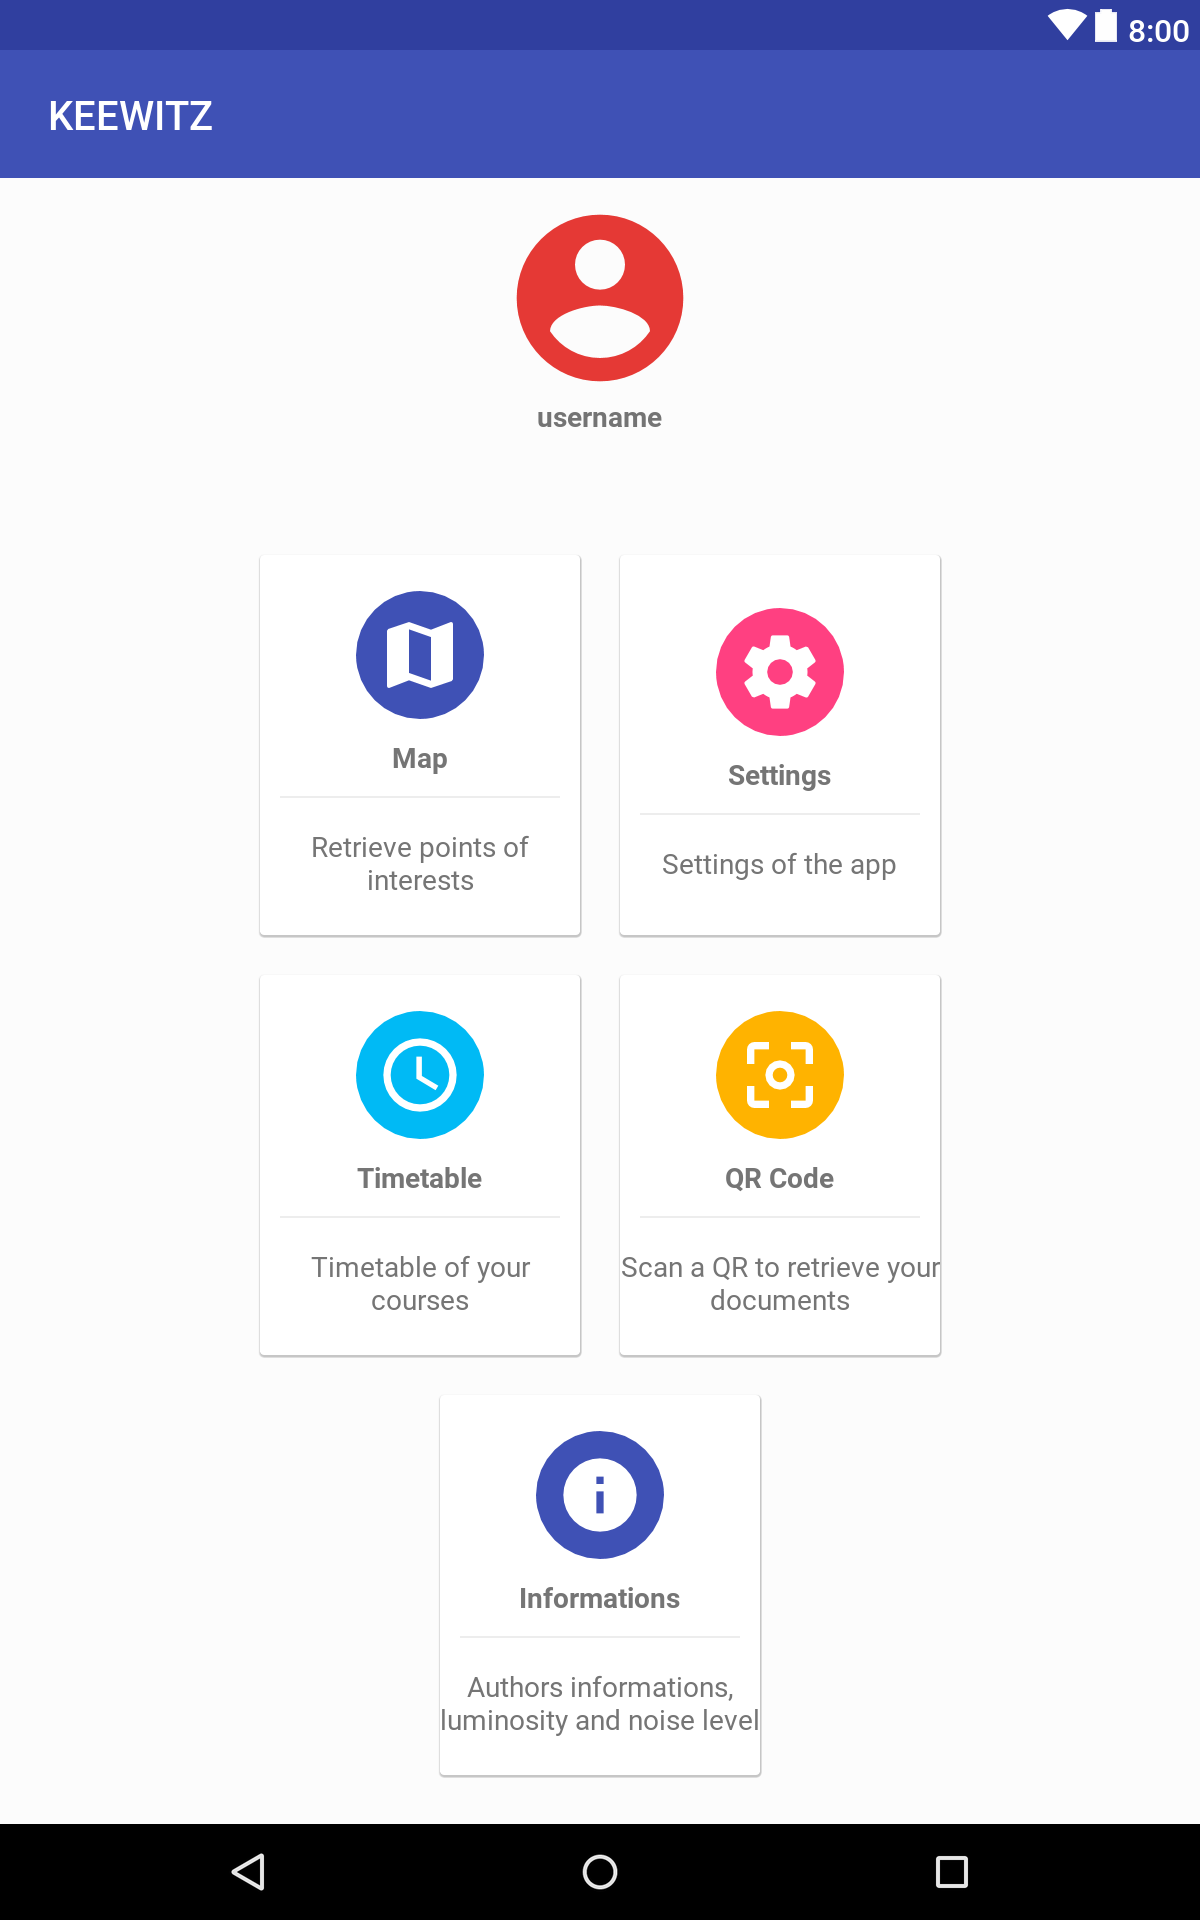 8:00
KEEWITZ
username
Map
Retrieve points of
interests
Settings
Settings of the app
Timetable
Timetable of your
courses
QR Code
Scan a QR to retrieve your
documents
Informations
Authors informations,
luminosity and noise level